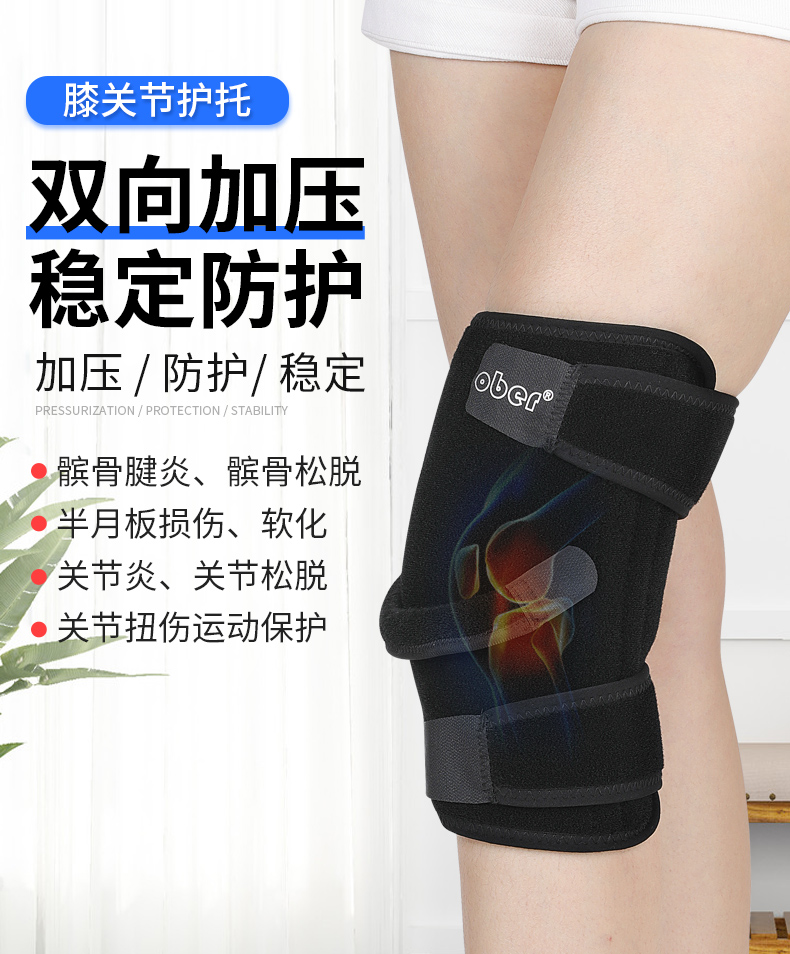 膝关节护托
双向加压
稳定防护
加压 / 防护/ 稳定
PRESSURIZATION / PROTECTION / STABILITY
髌骨腱炎、髌骨松脱
半月板损伤、软化
关节炎、关节松脱
关节扭伤运动保护
ober®